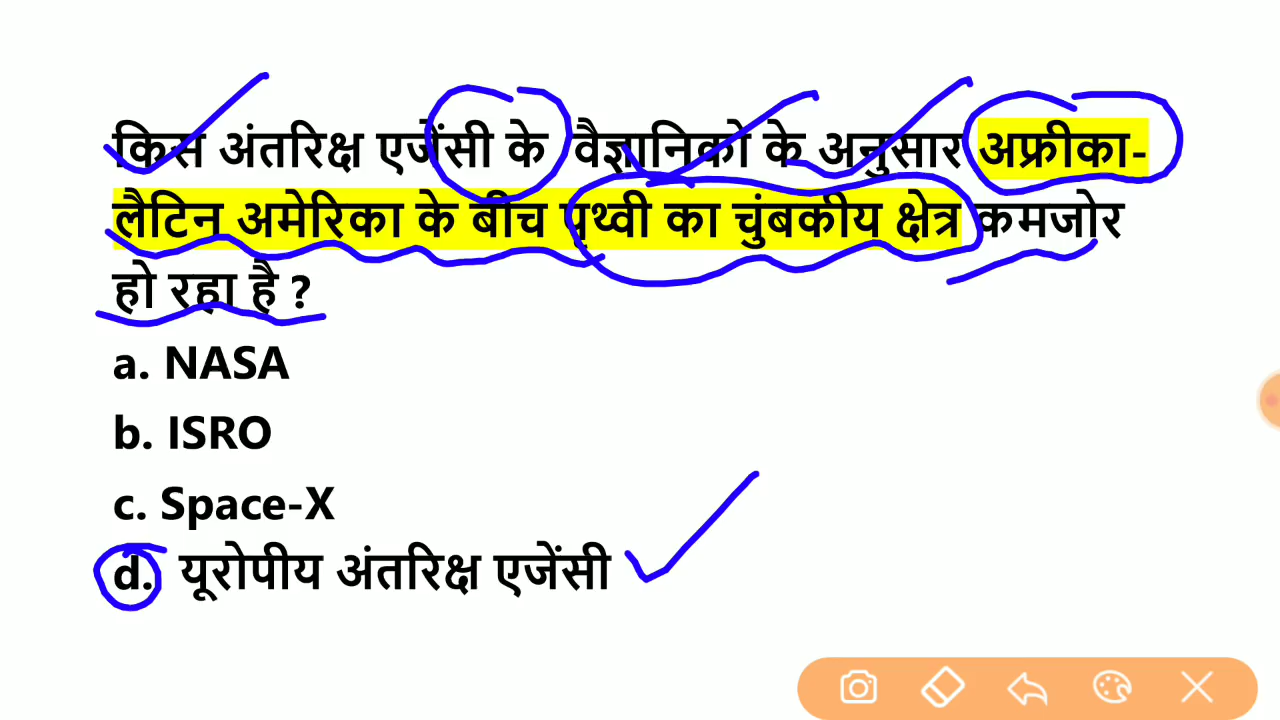 किस अंतरिक्ष एजेंसी के वैज्ञानिको के अनुसार अफ्रीका-
लैटिन अमेरिका के बीच पृथ्वी का चुंबकीय क्षेत्र कमजोर
हो रहा है ?
a. NASA
b. ISRO
c. Space-X
d. यूरोपीय अंतरिक्ष एजेंसी